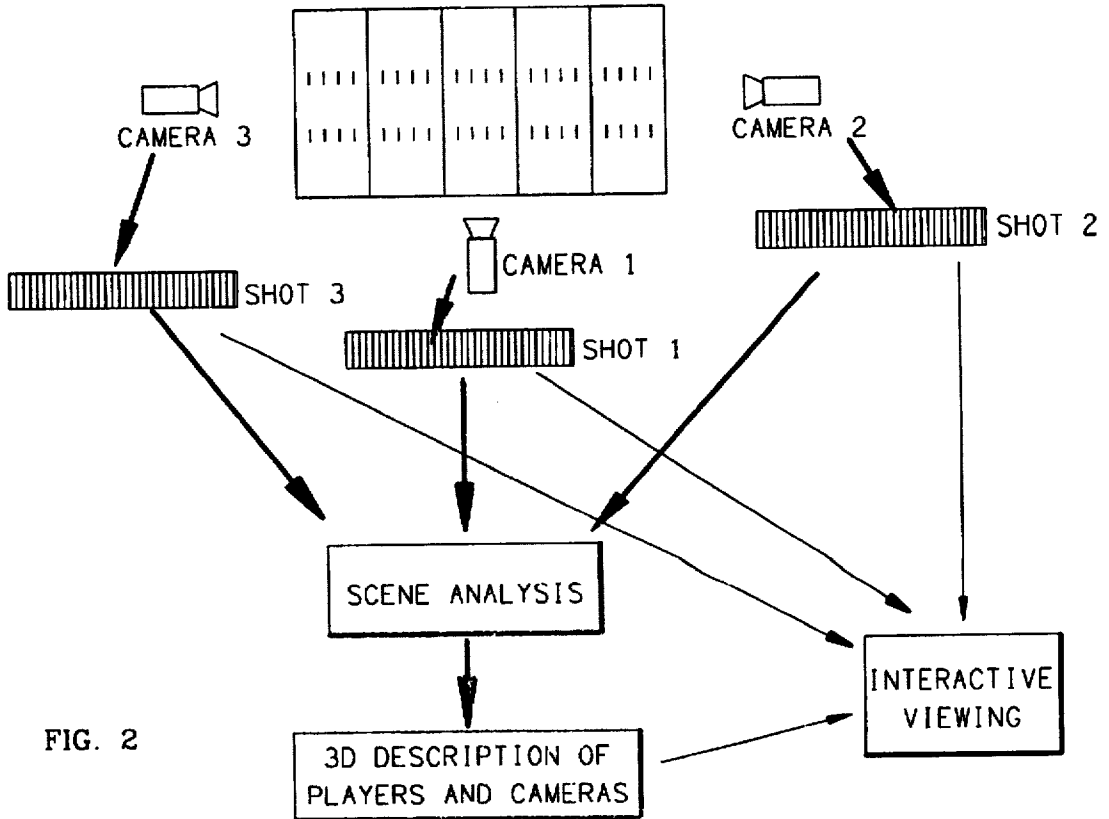 CAMERA 3
CAMERA 2
SHOT 2
CAMERA 1
SHOT 3
SHOT 1
SCENE ANALYSIS
INTERACTIVE
VIEWING
FIG. 2
3D DESCRIPTION OF
PLAYERS AND CAMERAS